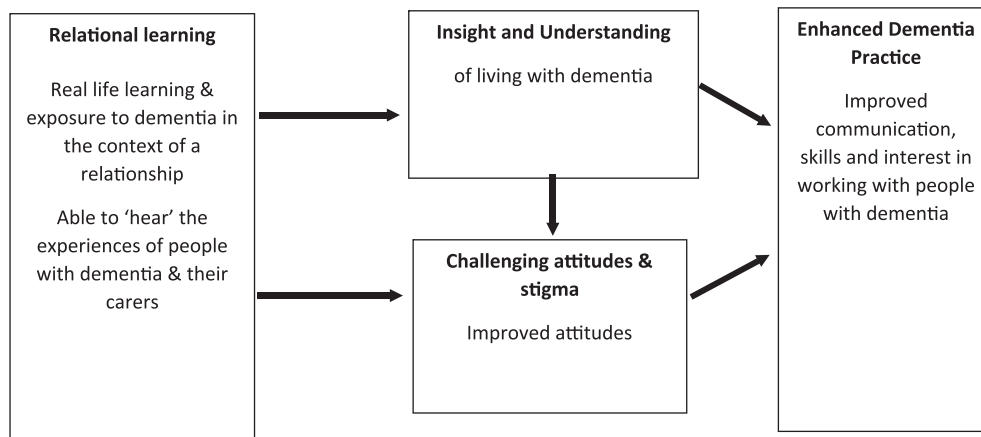 Relational learning
Real life learning &
exposure to dementia in
the context of a
relationship
Able to ‘hear’ the
experiences of people
with dementia & their
carers
Insight and Understanding
of living with dementia
Challenging attitudes &
stigma
Improved attitudes
Enhanced Dementia
Practice
Improved
communication,
skills and interest in
working with people
with dementia